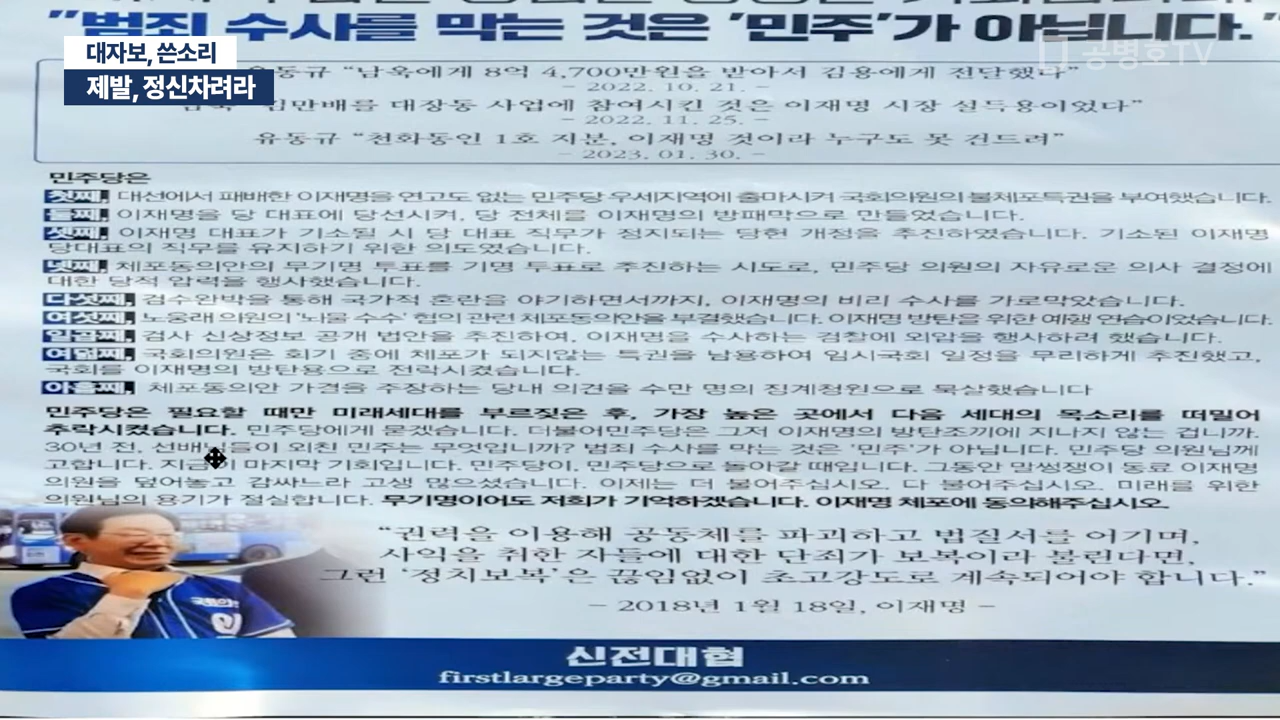 "범죄 수사를 막는 것은 '민주'가 아닙니다."
공병호TV
대자보, 쓴소리
제발, 정신차려라
유동규 "남욱에게 8억 4,700만원을 받아서 김용에게 전달했다"
- 2022. 10. 21. -
김만배를 대장동 사업에 참여시킨 것은 이재명 시장 설득용이었다"
- 2022. 11. 25. -
유동규 "천화동인 1호 지분, 이재명 것이라 누구도 못 건드려"
- 2023. 01. 30. -
민주당은
첫째, 대선에서 패배한 이재명을 연고도 없는 민주당 우세지역에 출마시켜 국회의원의 불체포특권을 부여했습니다.
둘째, 이재명을 당 대표에 당선시켜, 당 전체를 이재명의 방패막으로 만들었습니다.
셋째, 이재명 대표가 기소될 시 당 대표 직무가 정지되는 당헌 개정을 추진하였습니다. 기소된 이재명
당대표의 직무를 유지하기 위한 의도였습니다.
넷째, 체포동의안의 무기명 투표를 기명 투표로 추진하는 시도로, 민주당 의원의 자유로운 의사 결정에
대한 당적 압력을 행사했습니다.
다섯째, 검수완박을 통해 국가적 혼란을 야기하면서까지, 이재명의 비리 수사를 가로막았습니다.
여섯째, 노웅래 의원의 '뇌물 수수' 혐의 관련 체포동의안을 부결했습니다. 이재명 방탄을 위한 예행 연습이었습니다.
일곱째, 검사 신상정보 공개 법안을 추진하여, 이재명을 수사하는 검찰에 외압을 행사하려 했습니다.
여덟째, 국회의원은 회기 중에 체포가 되지않는 특권을 남용하여 임시국회 일정을 무리하게 추진했고,
국회를 이재명의 방탄용으로 전락시켰습니다.
아홉째, 체포동의안 가결을 주장하는 당내 의견을 수만 명의 징계청원으로 묵살했습니다
민주당은 필요할 때만 미래세대를 부르짖은 후, 가장 높은 곳에서 다음 세대의 목소리를 떠밀어
추락시켰습니다. 민주당에게 묻겠습니다. 더불어민주당은 그저 이재명의 방탄조끼에 지나지 않는 겁니까.
30년 전, 선배님들이 외친 민주는 무엇입니까? 범죄 수사를 막는 것은 '민주'가 아닙니다. 민주당 의원님께
고합니다. 지금이 마지막 기회입니다. 민주당이, 민주당으로 돌아갈 때입니다. 그동안 말썽쟁이 동료 이재명
의원을 덮어놓고 감싸느라 고생 많으셨습니다. 이제는 더 불어주십시오. 다 불어주십시오. 미래를 위한
의원님의 용기가 절실합니다. 무기명이어도 저희가 기억하겠습니다. 이재명 체포에 동의해주십시오.
"권력을 이용해 공동체를 파괴하고 법질서를 어기며,
사익을 취한 자들에 대한 단죄가 보복이라 불린다면,
그런 '정치보복'은 끊임없이 초고강도로 계속되어야 합니다."
- 2018년 1월 18일, 이재명 -
신전대협
firstlargeparty@gmail.com